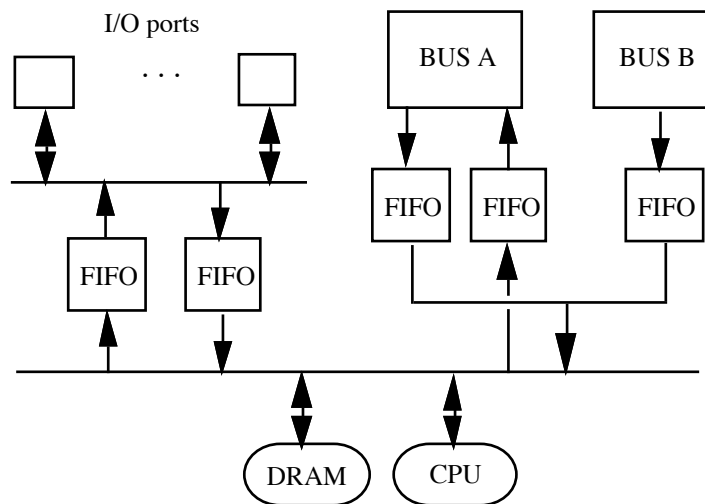 I/O ports
. . .
BUS A
BUS B
FIFO
FIFO
FIFO
FIFO
FIFO
DRAM
CPU